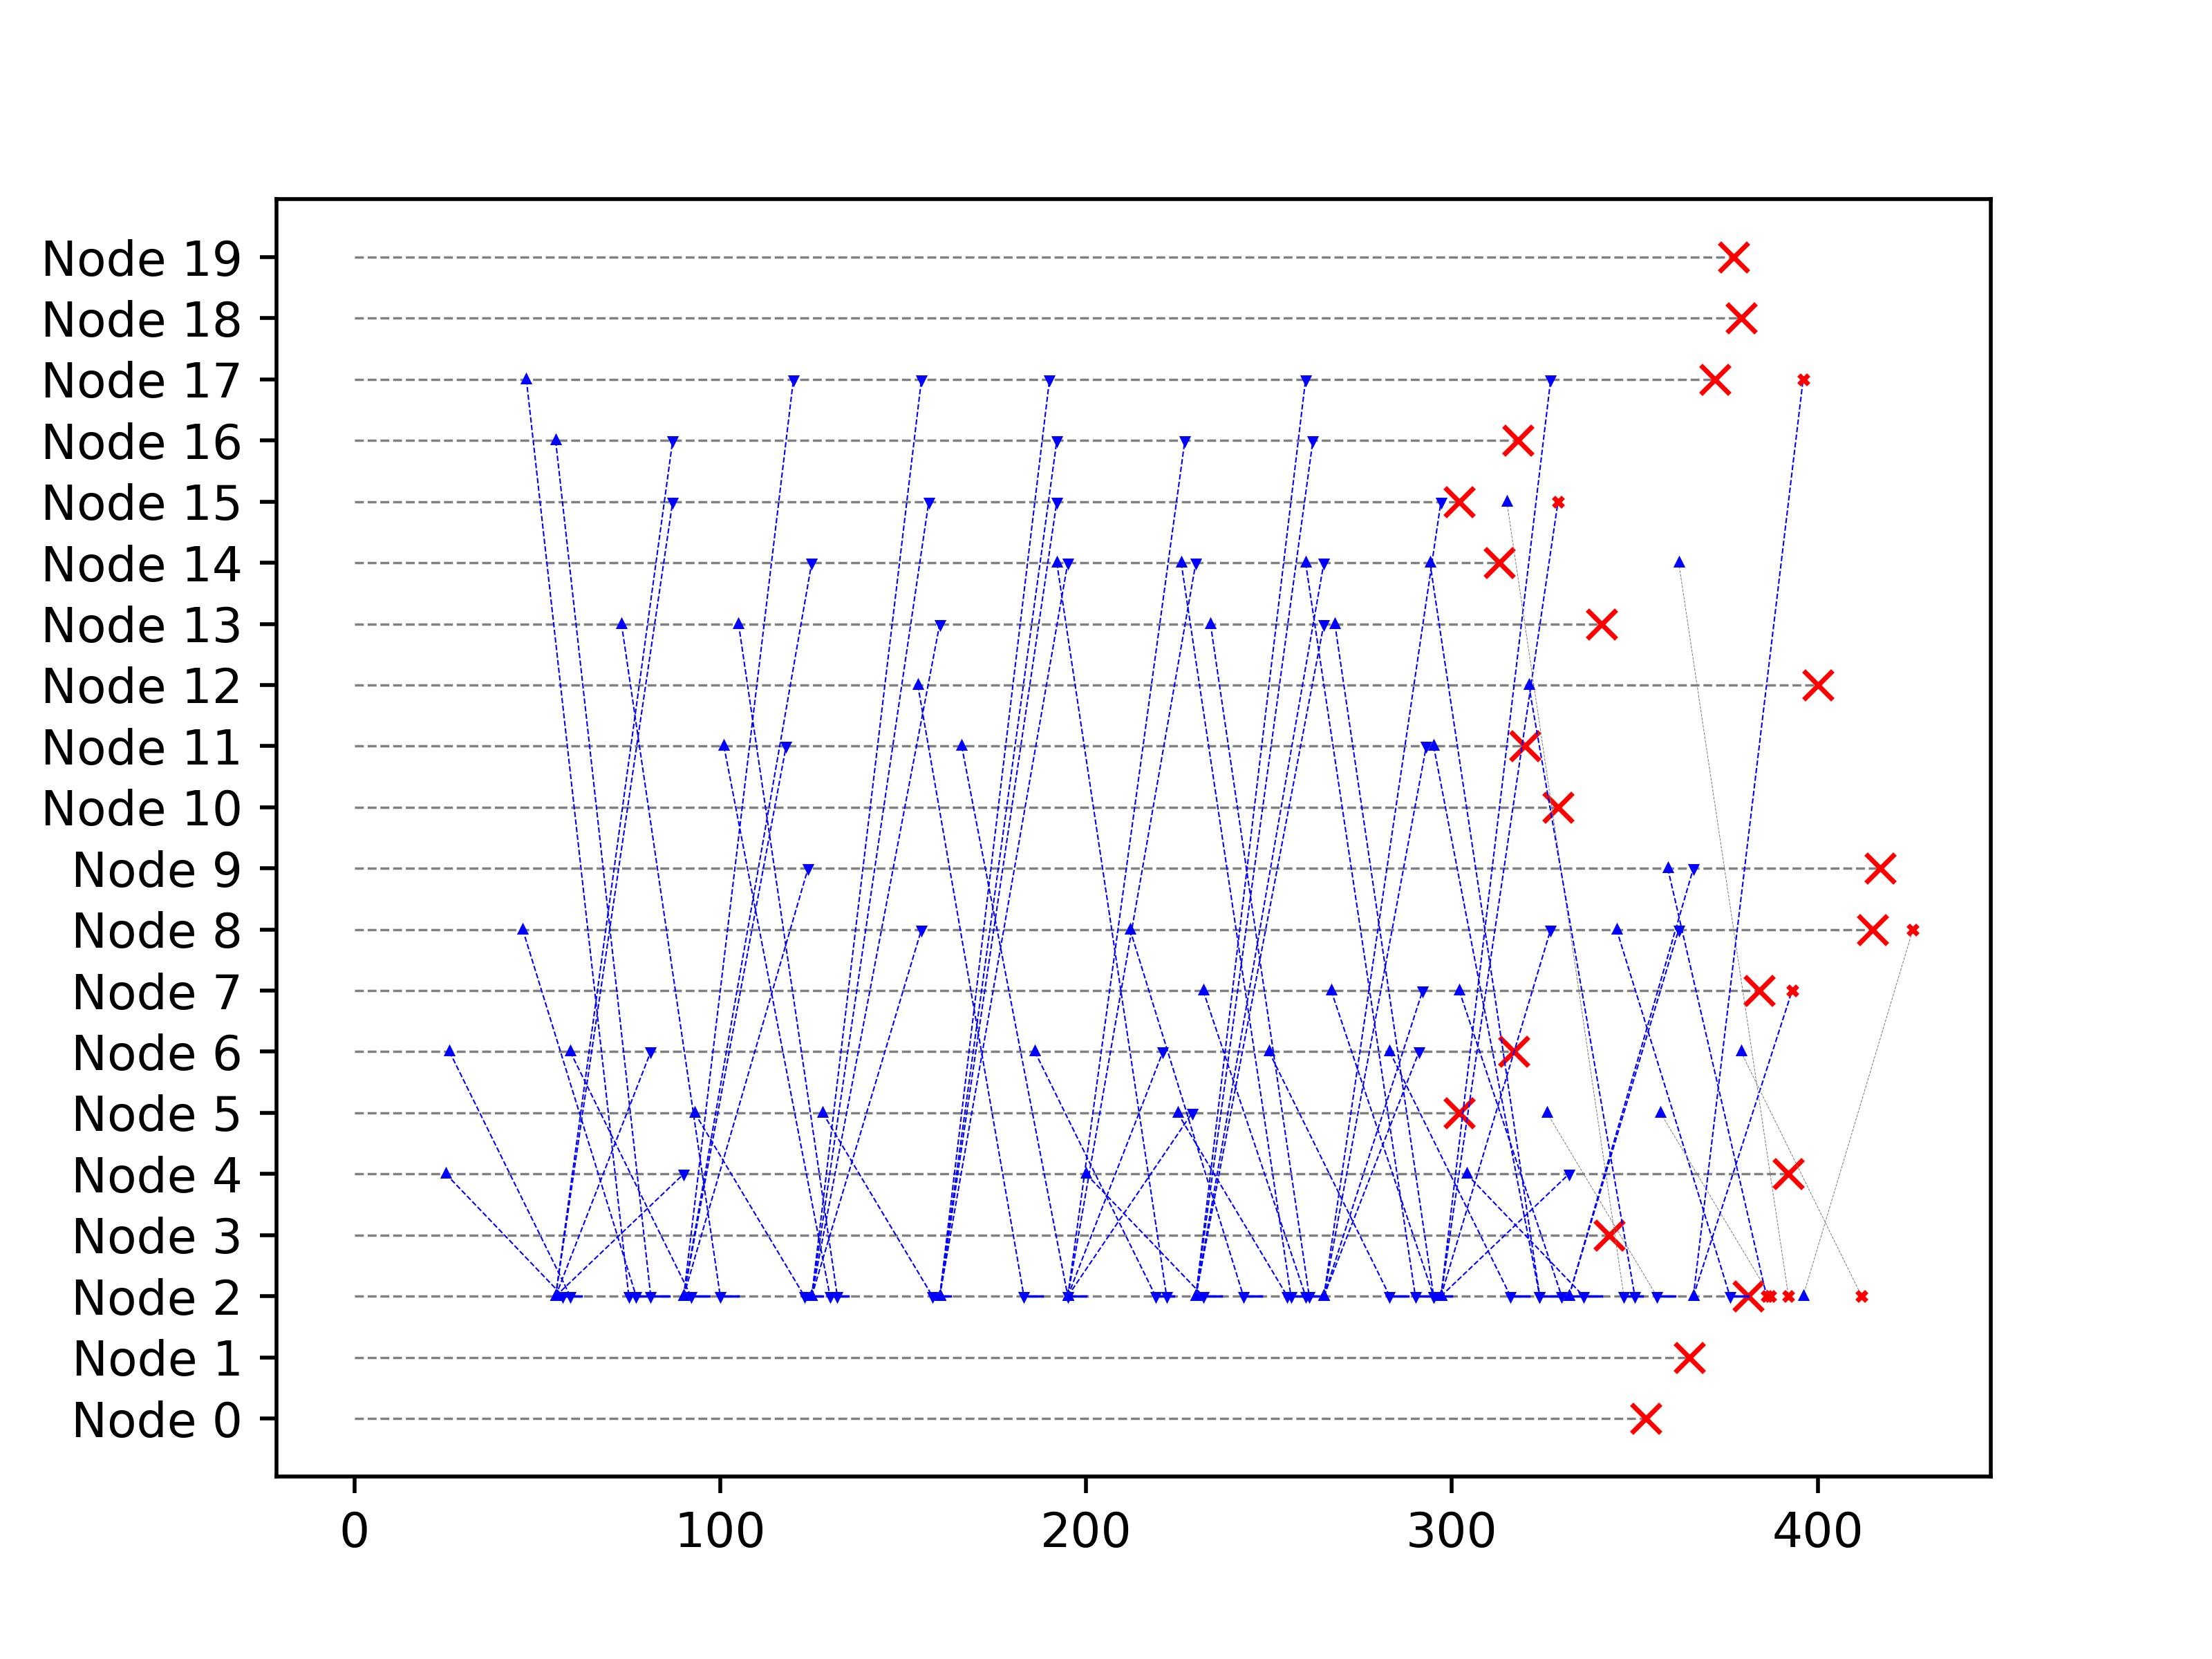 Node 19
Node 18
Node 17
Node 16
Node 15
Node 14
Node 13
Node 12
Node 11
Node 10
Node 9
Node 8
Node 7
Node 6
Node 5
Node 4
Node 3
Node 2
Node 1
Node 0
0 100 200 300 400